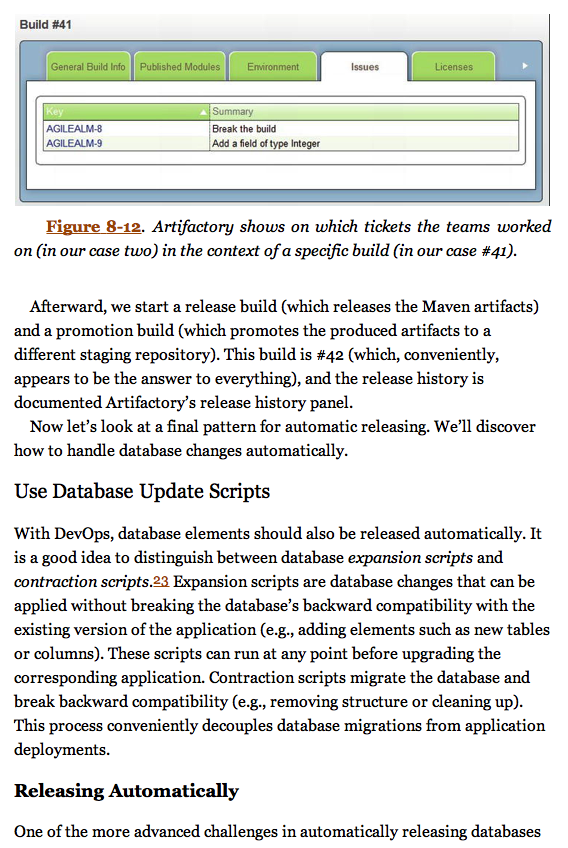 Build #41
General Build Info Published Modules Environment Issues Licenses
Key Summary
AGILEALM-8 Break the build
AGILEALM-9 Add a field of type Integer
Figure 8-12. Artifactory shows on which tickets the teams worked
on (in our case two) in the context of a specific build (in our case #41).
Afterward, we start a release build (which releases the Maven artifacts)
and a promotion build (which promotes the produced artifacts to a
different staging repository). This build is #42 (which, conveniently,
appears to be the answer to everything), and the release history is
documented Artifactory’s release history panel.
Now let’s look at a final pattern for automatic releasing. We’ll discover
how to handle database changes automatically.
Use Database Update Scripts
With DevOps, database elements should also be released automatically. It
is a good idea to distinguish between database expansion scripts and
contraction scripts.23 Expansion scripts are database changes that can be
applied without breaking the database’s backward compatibility with the
existing version of the application (e.g., adding elements such as new tables
or columns). These scripts can run at any point before upgrading the
corresponding application. Contraction scripts migrate the database and
break backward compatibility (e.g., removing structure or cleaning up).
This process conveniently decouples database migrations from application
deployments.
Releasing Automatically
One of the more advanced challenges in automatically releasing databases